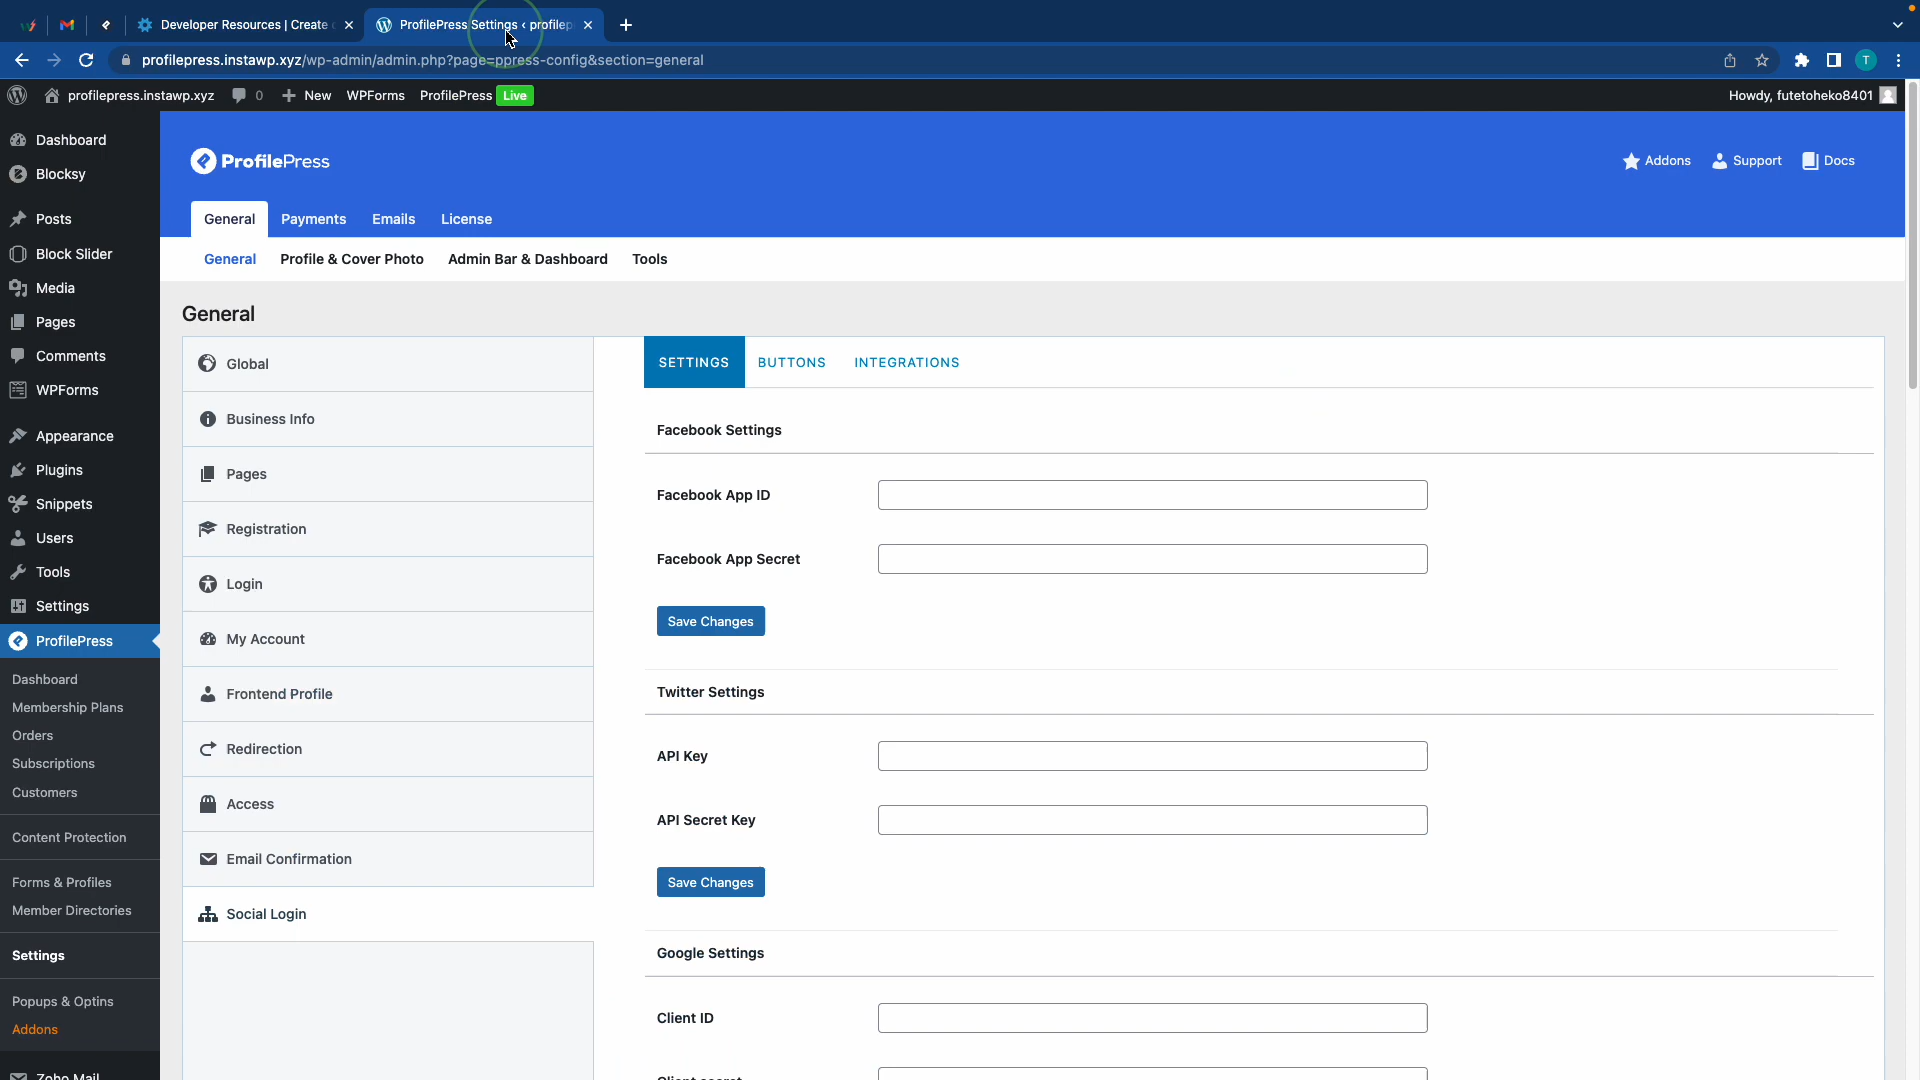 Developer Resources | Create
ProfilePress Settings ‹ profilep
profilepress.instawp.xyz/wp-admin/admin.php?page=ppress-config&section=general
T
profilepress.instawp.xyz
0
New
WPForms
ProfilePress Live
Howdy, futetoheko8401
Dashboard
Blocksy
Posts
Block Slider
Media
Pages
Comments
WPForms
Appearance
Plugins
Snippets
Users
Tools
Settings
ProfilePress
Dashboard
Membership Plans
Orders
Subscriptions
Customers
Content Protection
Forms & Profiles
Member Directories
Settings
Popups & Optins
Addons
Zoho Mail
ProfilePress
Addons
Support
Docs
General
Payments
Emails
License
General
Profile & Cover Photo
Admin Bar & Dashboard
Tools
General
Global
Business Info
Pages
Registration
Login
My Account
Frontend Profile
Redirection
Access
Email Confirmation
Social Login
SETTINGS
BUTTONS
INTEGRATIONS
Facebook Settings
Facebook App ID
Facebook App Secret
Save Changes
Twitter Settings
API Key
API Secret Key
Save Changes
Google Settings
Client ID
Client secret